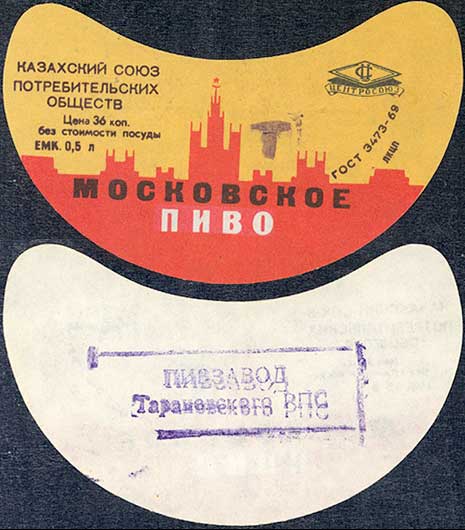 КАЗАХСКИЙ СОЮЗ
ПОТРЕБИТЕЛЬСКИХ
ОБЩЕСТВ
Цена 36 коп.
без стоимости посуды
ЕМК. 0,5 л
ЦЕНТРОСОЮЗ
ГОСТ 3473-69
МОСКОВСКОЕ
ПИВО
ПИВЗАВОД
Тарановского РПС